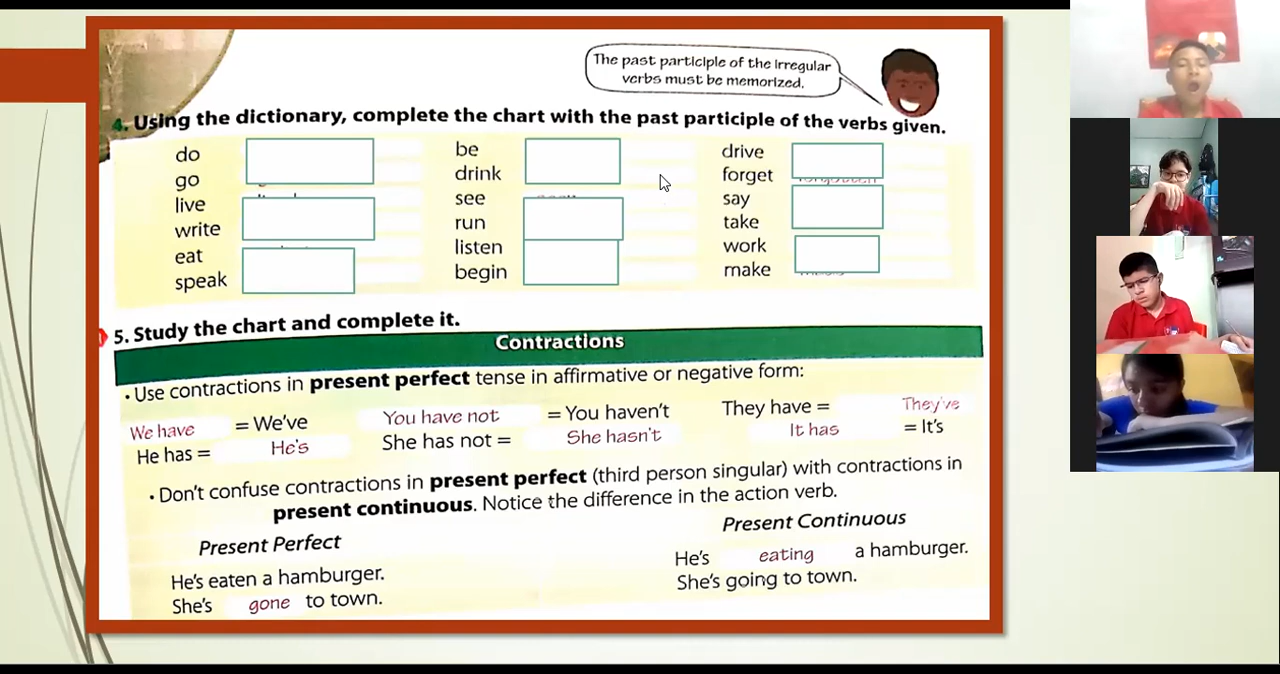 The past participle of the irregular
verbs must be memorized.
4. Using the dictionary, complete the chart with the past participle of the verbs given.
do be drive
go drink forget
live see say
write run take
eat listen work
speak begin make
5. Study the chart and complete it.
Contractions
• Use contractions in present perfect tense in affirmative or negative form:
We have = We've You have not = You haven't They have = They've
He has = He's She has not = She hasn't It has = It's
• Don't confuse contractions in present perfect (third person singular) with contractions in
present continuous. Notice the difference in the action verb.
Present Perfect Present Continuous
He's eaten a hamburger. He's eating a hamburger.
She's gone to town. She's going to town.